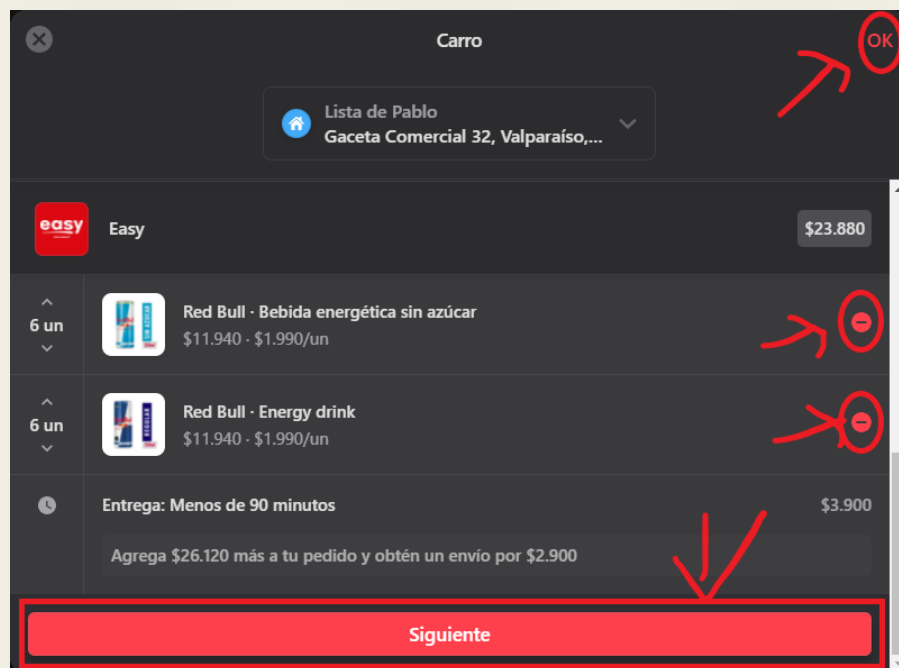 Carro
OK
Lista de Pablo
Gaceta Comercial 32, Valparaíso,...
easy
Easy
$23.880
6 un
Red Bull · Bebida energética sin azúcar
$11.940 · $1.990/un
SIN AZÚCAR
6 un
Red Bull · Energy drink
$11.940 · $1.990/un
REGULAR
Entrega: Menos de 90 minutos
$3.900
Agrega $26.120 más a tu pedido y obtén un envío por $2.900
Siguiente